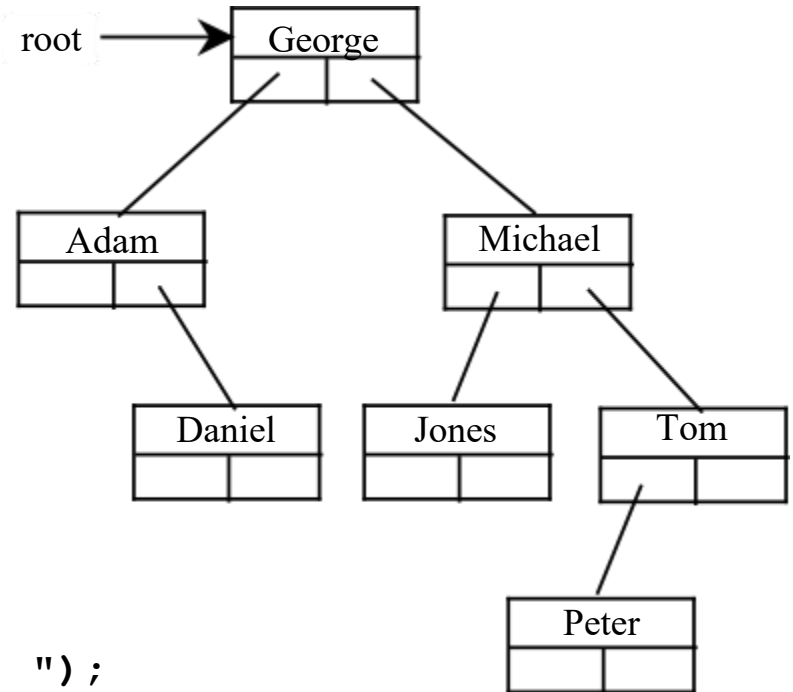 root
George
Adam
Michael
Daniel
Jones
Tom
Peter
");